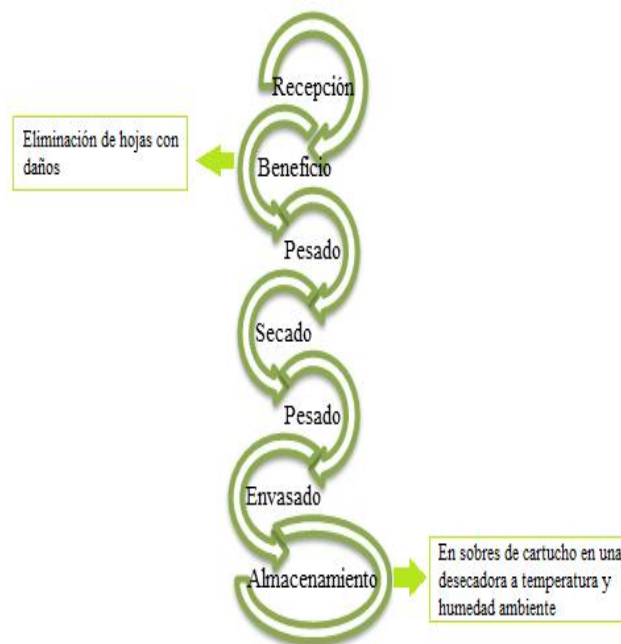 Recepción
Eliminación de hojas con
daños
Beneficio
Pesado
Secado
Pesado
Envasado
Almacenamiento
En sobres de cartucho en una
desecadora a temperatura y
humedad ambiente